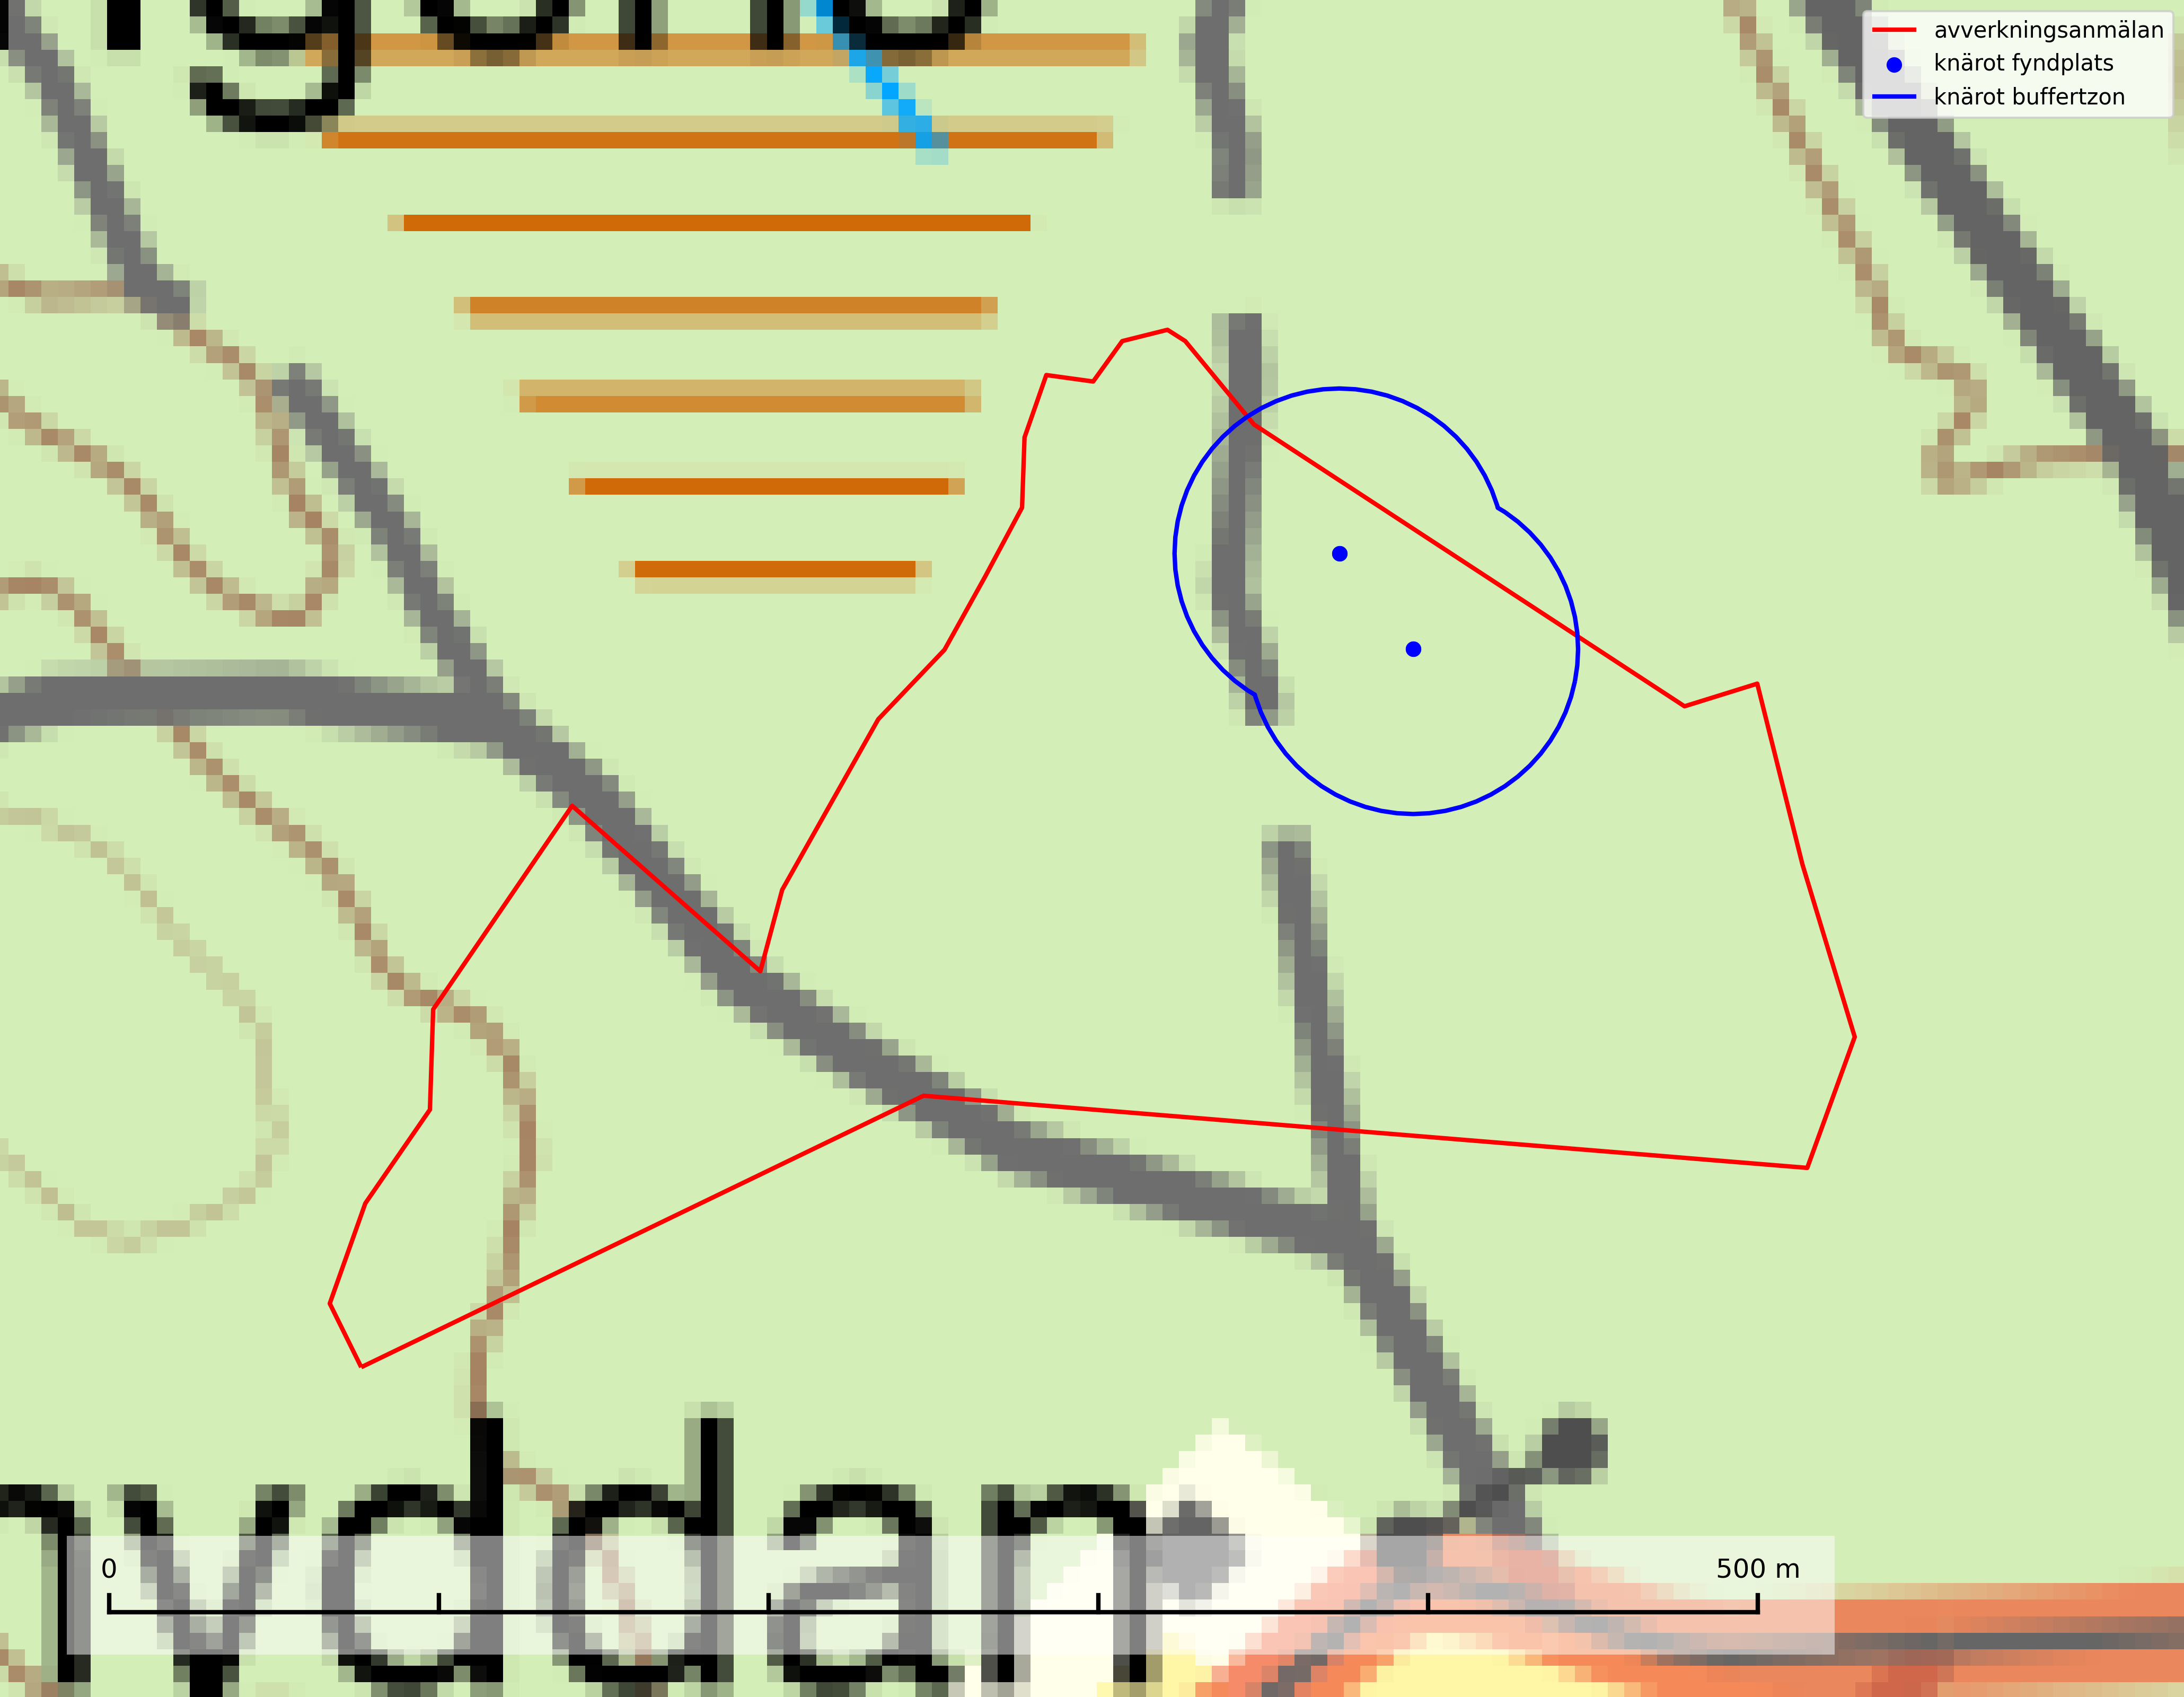 avverkningsanmälan
knärot fyndplats
knärot buffertzon
0 500 m